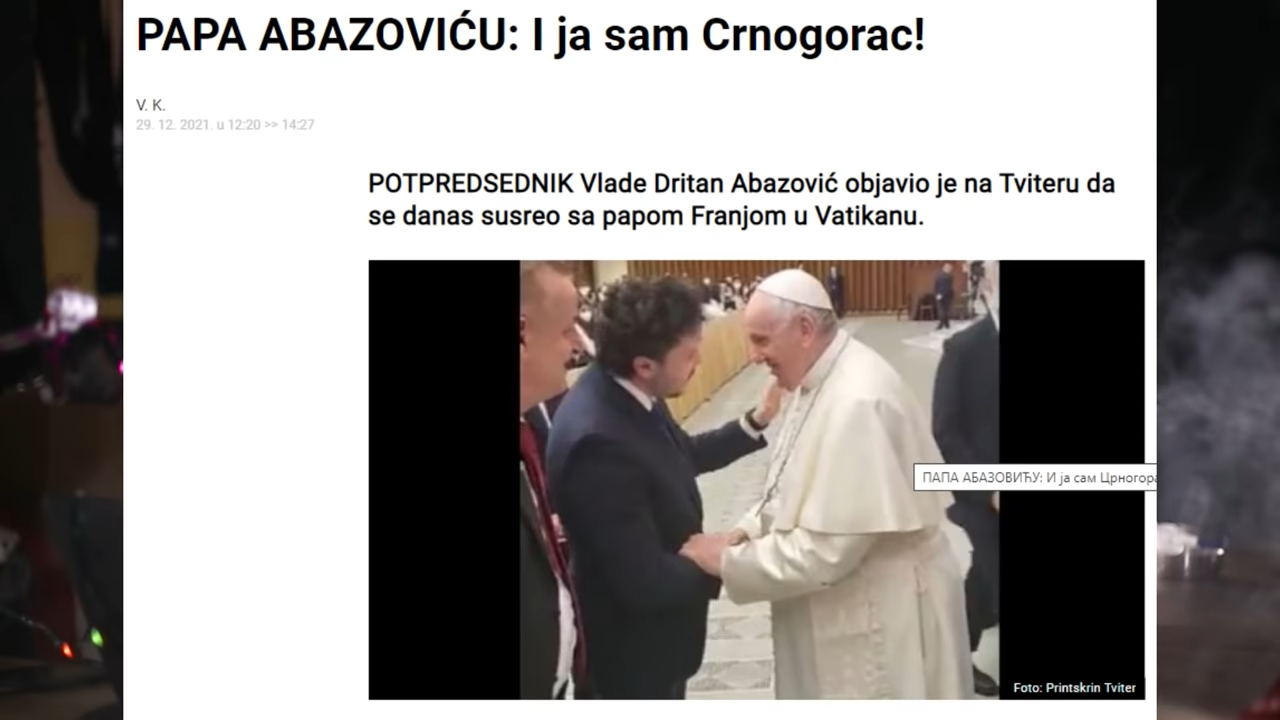 PAPA ABAZOVIĆU: I ja sam Crnogorac!
V. K.
29. 12. 2021. u 12:20 >> 14:27
POTPREDSEDNIK Vlade Dritan Abazović objavio je na Tviteru da
se danas susreo sa papom Franjom u Vatikanu.
ПАПА АБАЗОВИЋУ: И ја сам Црногора
Foto: Printskrin Tviter